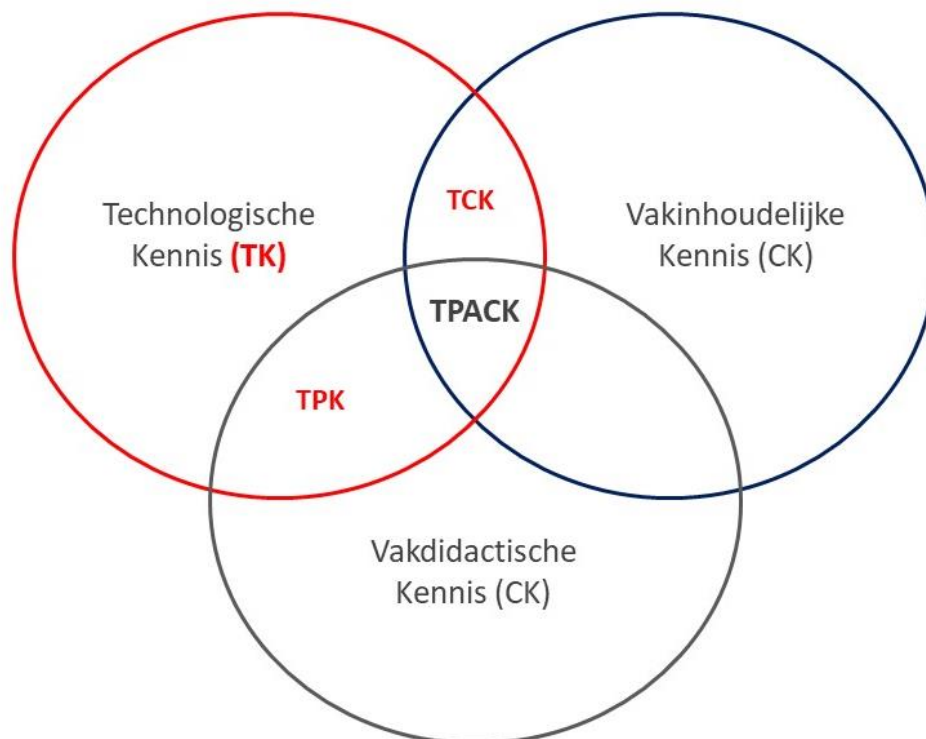 Technologische
Kennis (TK)
TCK
Vakinhoudelijke
Kennis (CK)
TPACK
TPK
Vakdidactische
Kennis (CK)